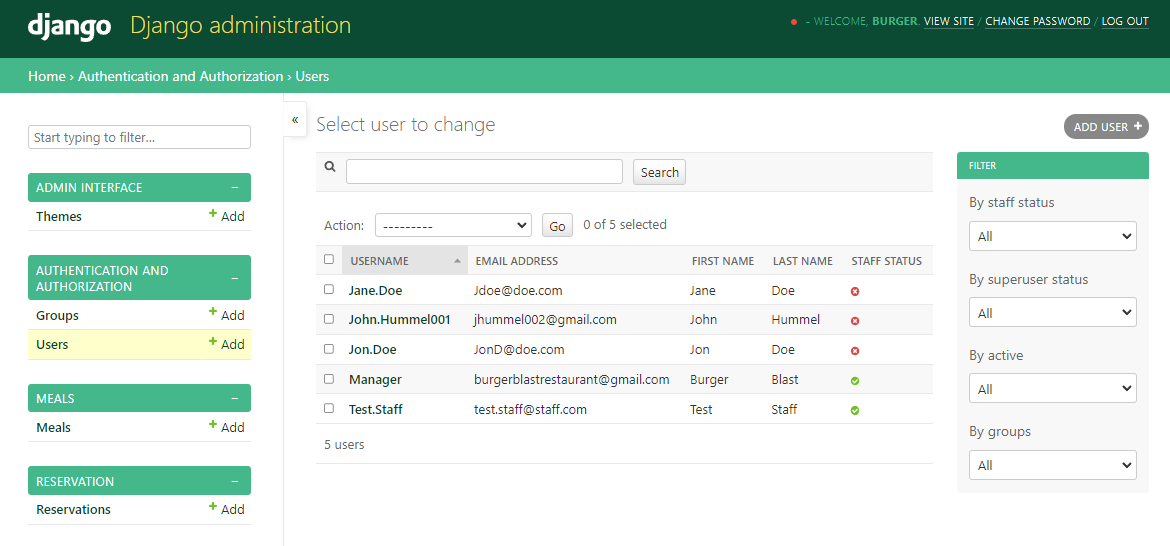 django Django administration
- WELCOME, BURGER. VIEW SITE / CHANGE PASSWORD / LOG OUT
Home › Authentication and Authorization › Users
Start typing to filter...
ADMIN INTERFACE −
Themes + Add
AUTHENTICATION AND
AUTHORIZATION −
Groups + Add
Users + Add
MEALS −
Meals + Add
RESERVATION −
Reservations + Add
«
Select user to change
ADD USER +
Search
Action: --------- Go 0 of 5 selected
USERNAME EMAIL ADDRESS FIRST NAME LAST NAME STAFF STATUS
Jane.Doe Jdoe@doe.com Jane Doe
John.Hummel001 jhummel002@gmail.com John Hummel
Jon.Doe JonD@doe.com Jon Doe
Manager burgerblastrestaurant@gmail.com Burger Blast
Test.Staff test.staff@staff.com Test Staff
5 users
FILTER
By staff status
All
By superuser status
All
By active
All
By groups
All